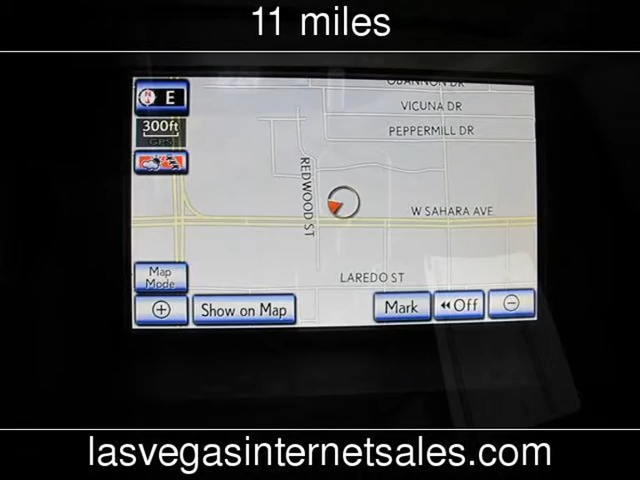 11 miles
OBANNON DR
E
VICUNA DR
300ft
PEPPERMILL DR
GPS
REDWOOD ST
W SAHARA AVE
Map Mode
LAREDO ST
Show on Map
Mark
Off
lasvegasinternetsales.com